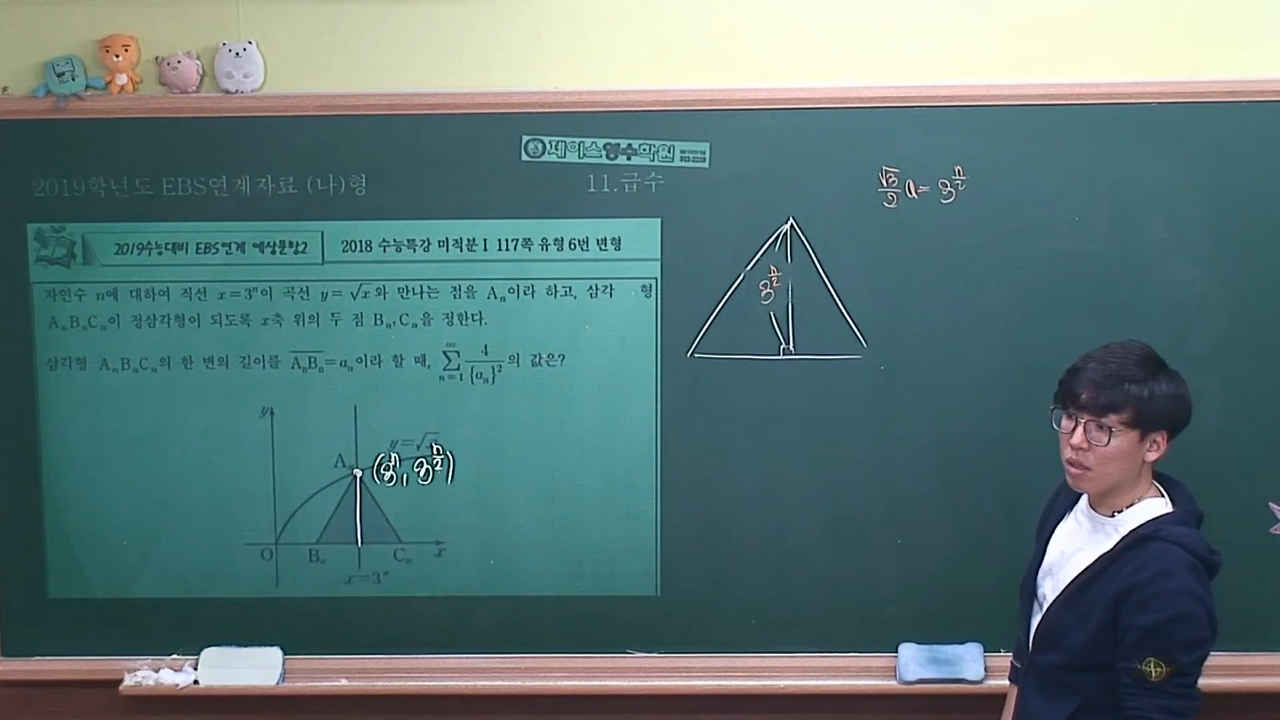 제이스영수학원
2019학년도 EBS연계자료 (나)형
11.급수
2019수능대비 EBS연계 예상문항2
2018 수능특강 미적분Ⅰ 117쪽 유형 6번 변형
자연수 n에 대하여 직선 x=3ⁿ이 곡선 y=√x와 만나는 점을 Aₙ이라 하고, 삼각형
AₙBₙCₙ이 정삼각형이 되도록 x축 위의 두 점 Bₙ, Cₙ을 정한다.
삼각형 AₙBₙCₙ의 한 변의 길이를 A̅ₙB̅ₙ=aₙ이라 할 때, ∑_{n=1}^{∞} 4/{aₙ}²의 값은?
y
y=√x
Aₙ
(3ⁿ, 3^{n/2})
O
Bₙ
Cₙ
x
x=3ⁿ
3^{n/2}
√3/2 a = 3^{n/2}